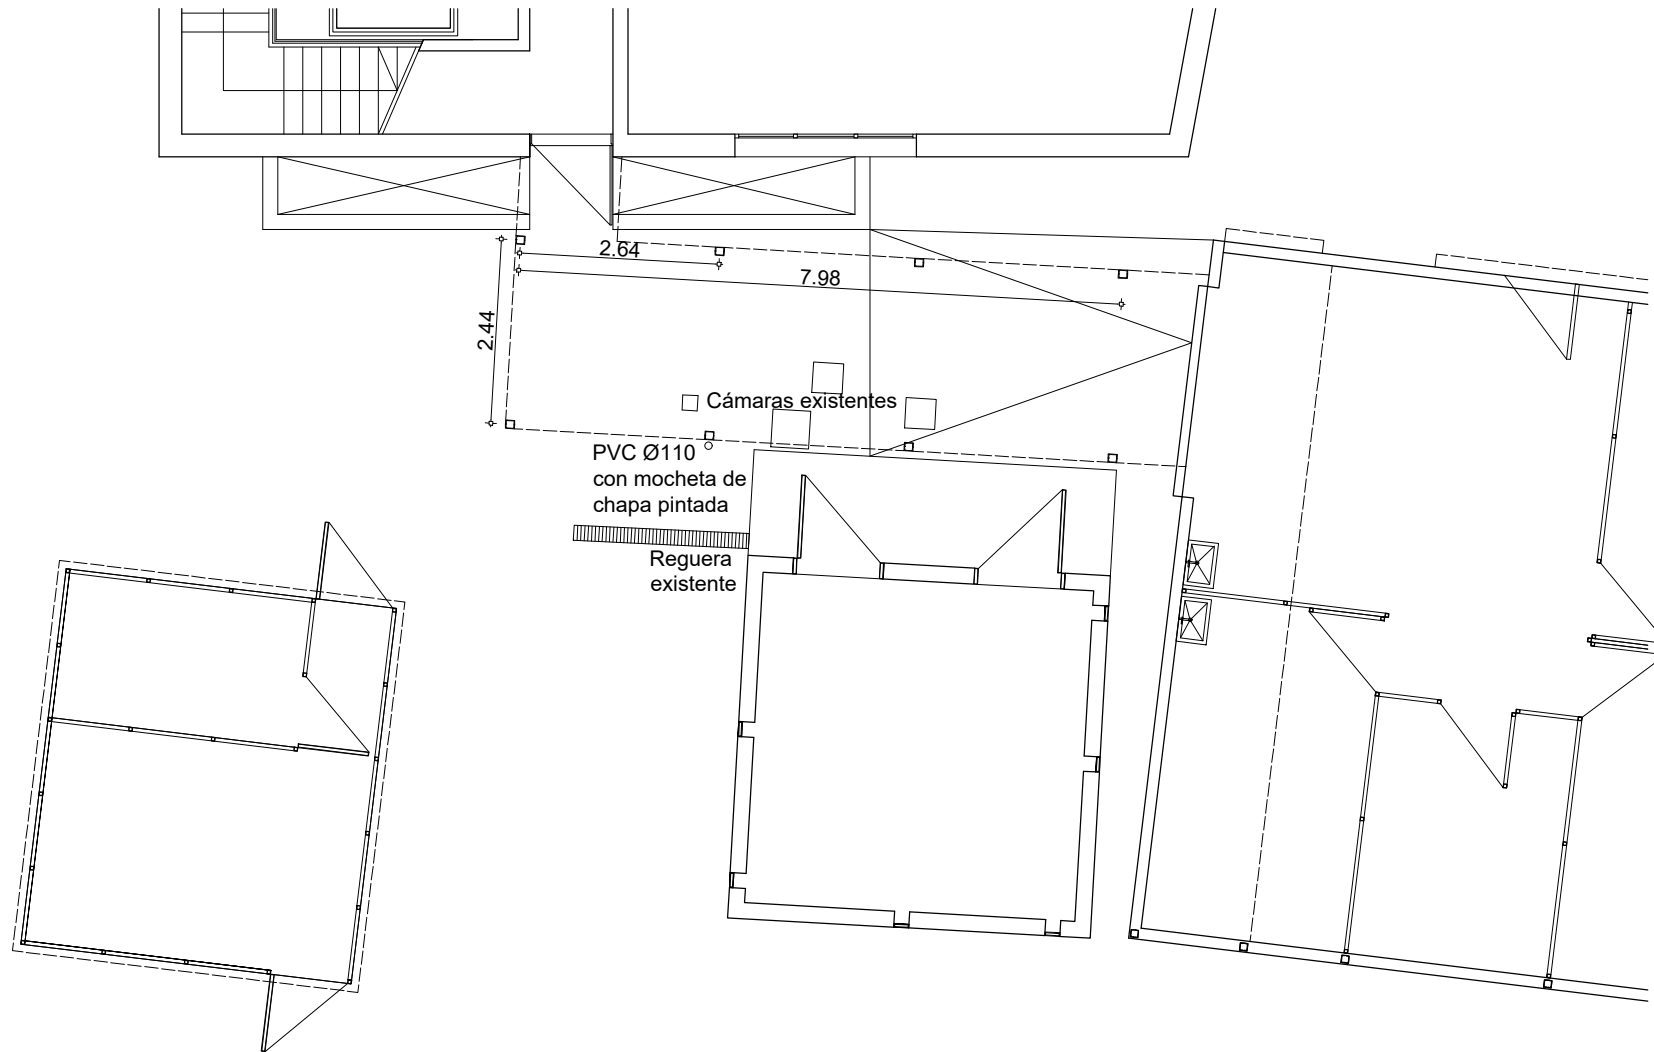 2.64
7.98
2.44
Cámaras existentes
PVC Ø110
con mocheta de
chapa pintada
Reguera
existente